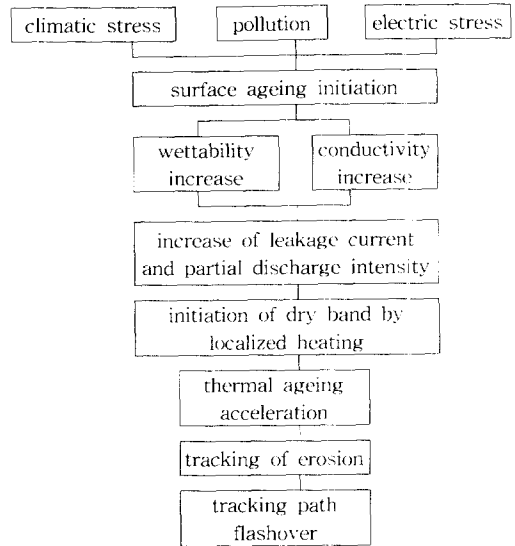 climatic stress
pollution
electric stress
surface ageing initiation
wettability
increase
conductivity
increase
increase of leakage current
and partial discharge intensity
initiation of dry band by
localized heating
thermal ageing
acceleration
tracking of erosion
tracking path
flashover